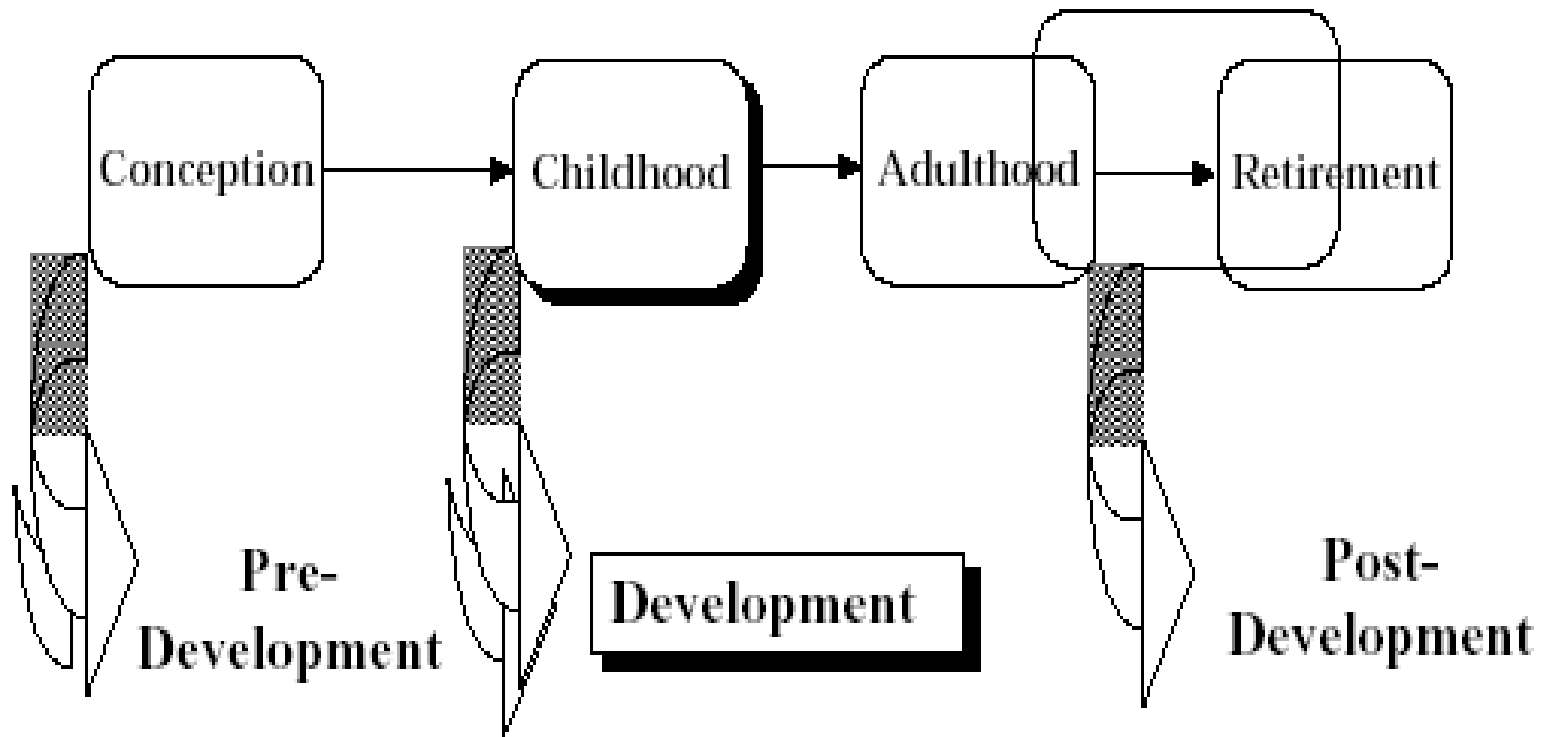 Conception
Childhood
Adulthood
Retirement
Pre-
Development
Development
Post-
Development